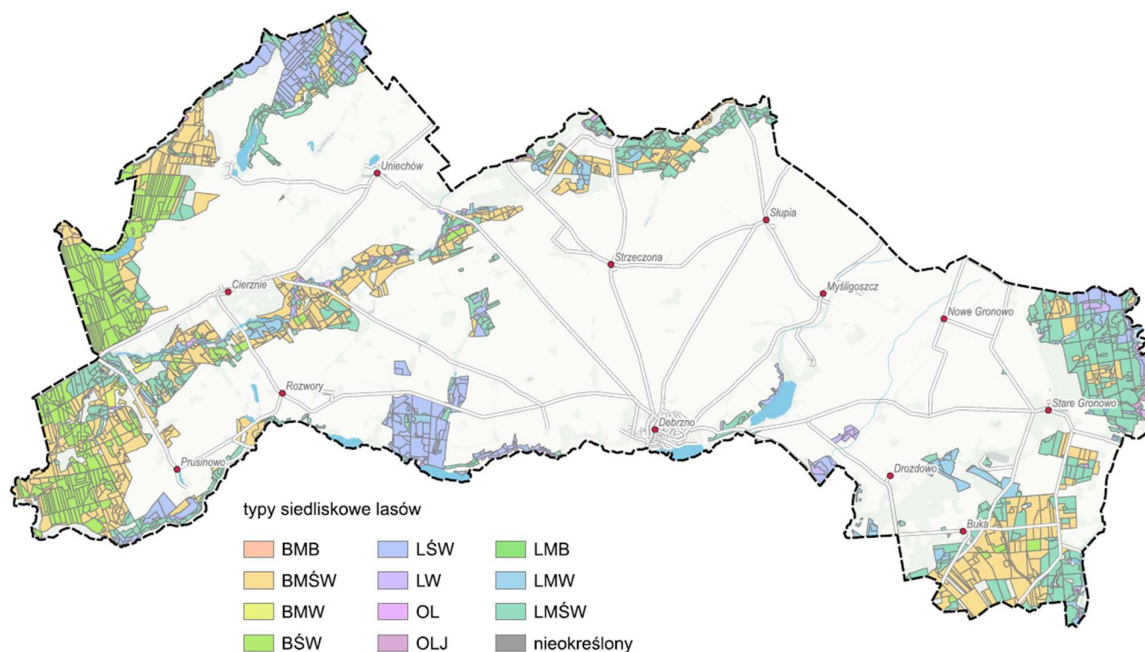 Uniechów
Słupia
Strzeczona
Cierznie
Myśligoszcz
Nowe Gronowo
Rozwory
Stare Gronowo
Debrzno
Prusinowo
Drozdowo
Buka
typy siedliskowe lasów
BMB
LŚW
LMB
BMŚW
LW
LMW
BMW
OL
LMŚW
BŚW
OLJ
nieokreślony